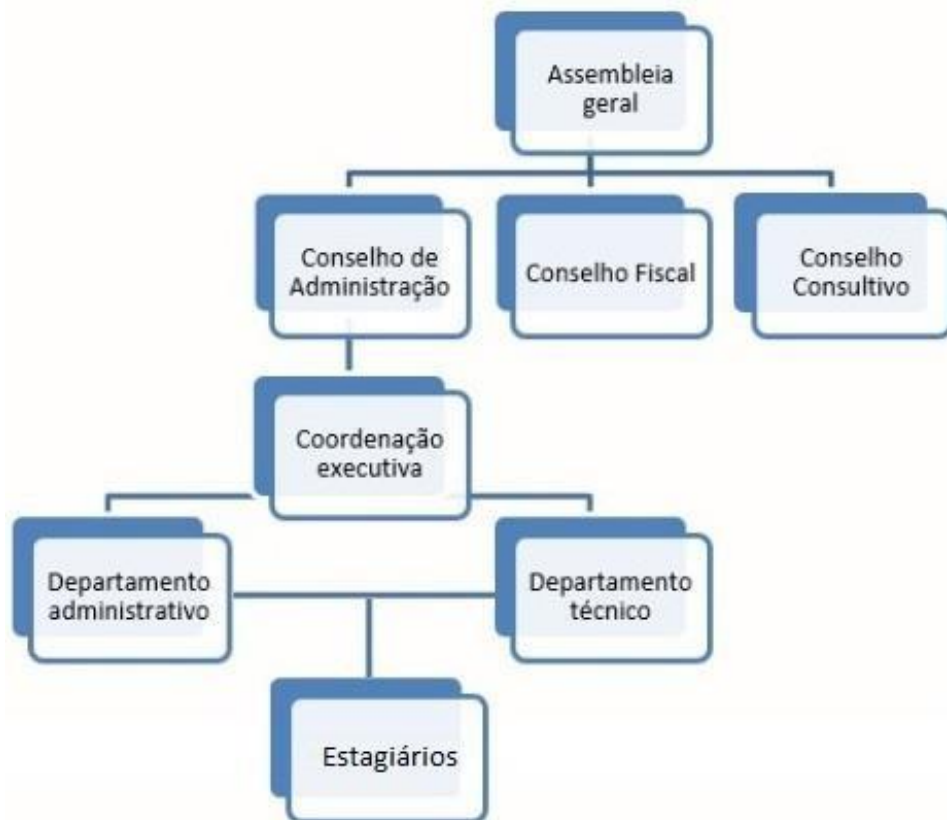 Assembleia
geral
Conselho de
Administração
Conselho Fiscal
Conselho
Consultivo
Coordenação
executiva
Departamento
administrativo
Departamento
técnico
Estagiários